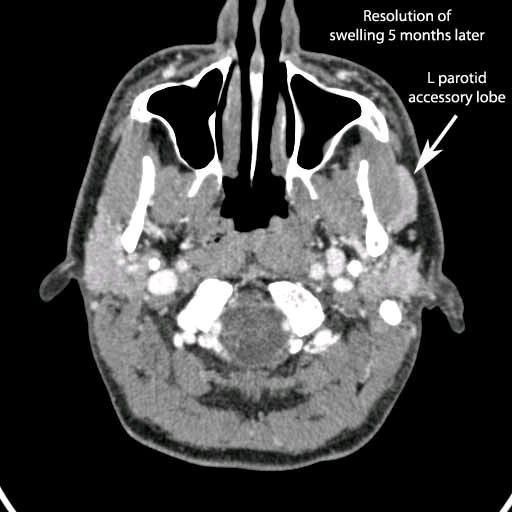 Resolution of
swelling 5 months later
L parotid
accessory lobe